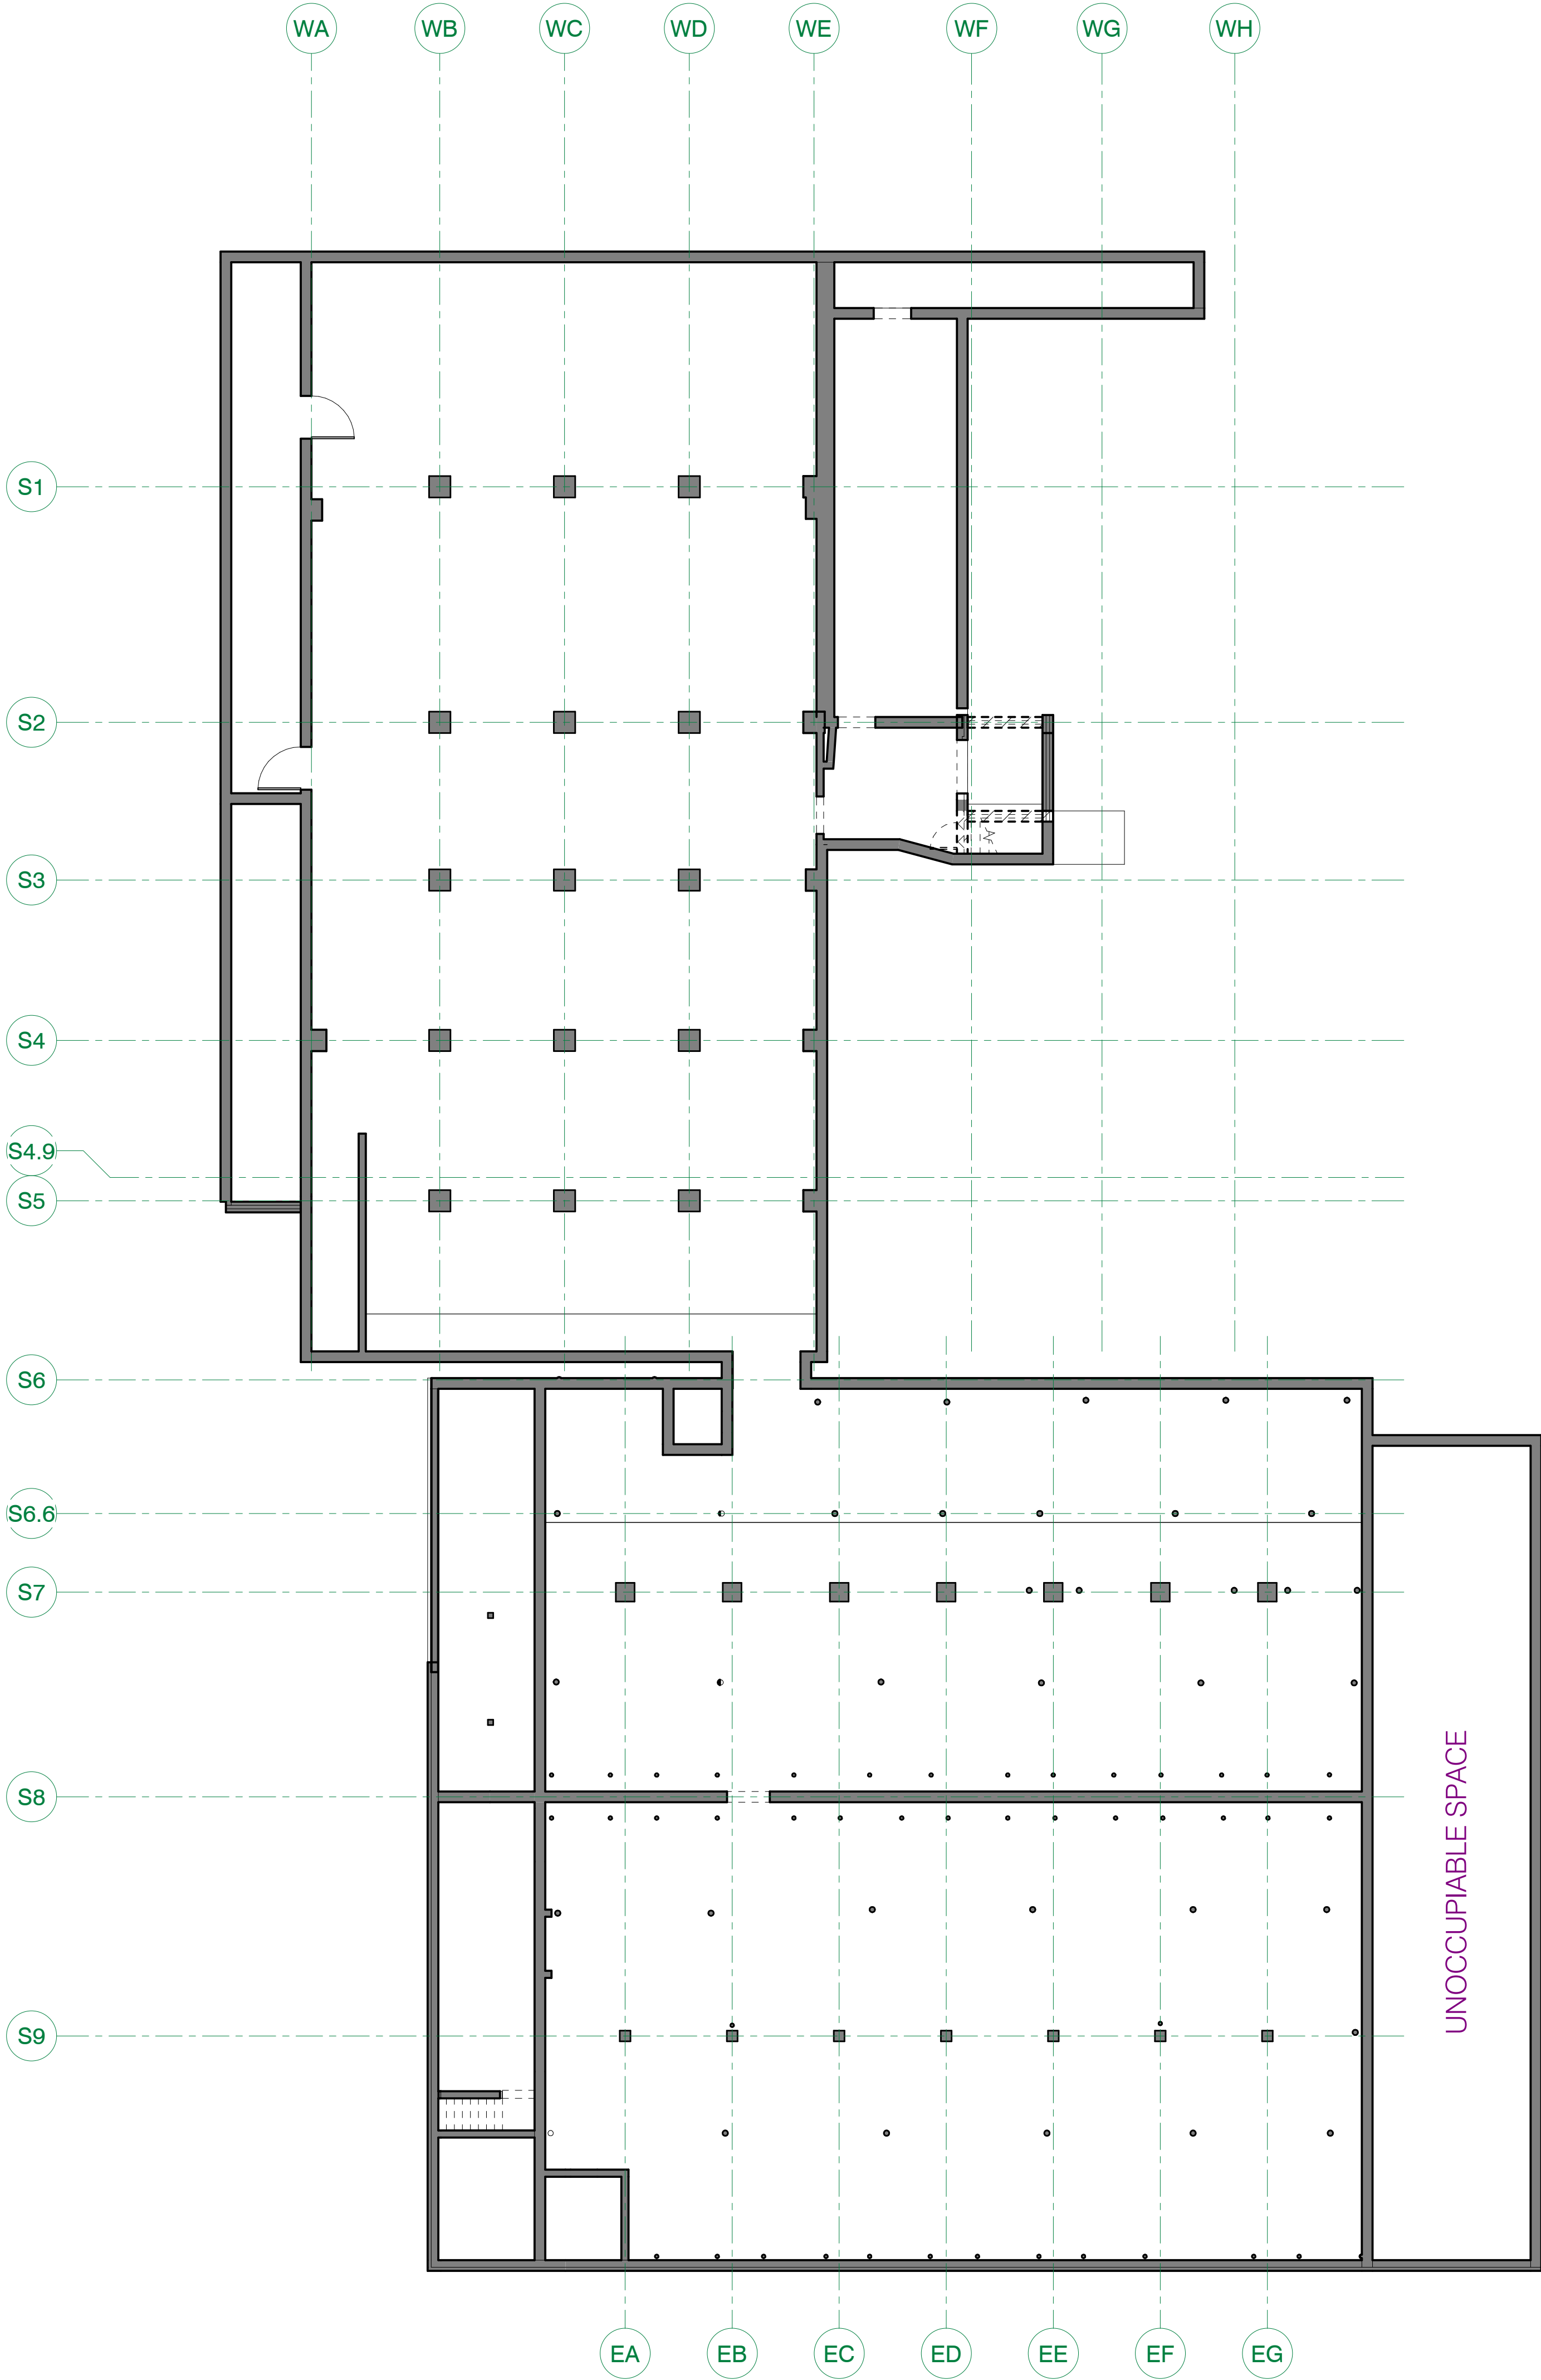 WA
WB
WC
WD
WE
WF
WG
WH
S1
S2
S3
S4
S4.9
S5
S6
S6.6
S7
S8
UNOCCUPIABLE SPACE
S9
EA
EB
EC
ED
EE
EF
EG